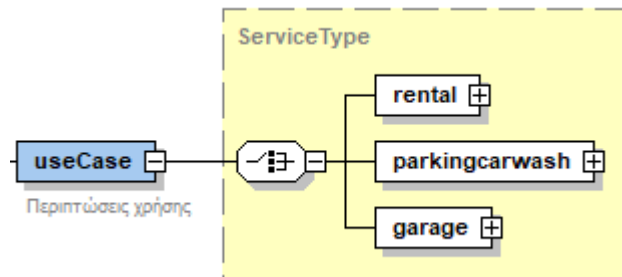 ServiceType
rental
useCase
parkingcarwash
Περιπτώσεις χρήσης
garage